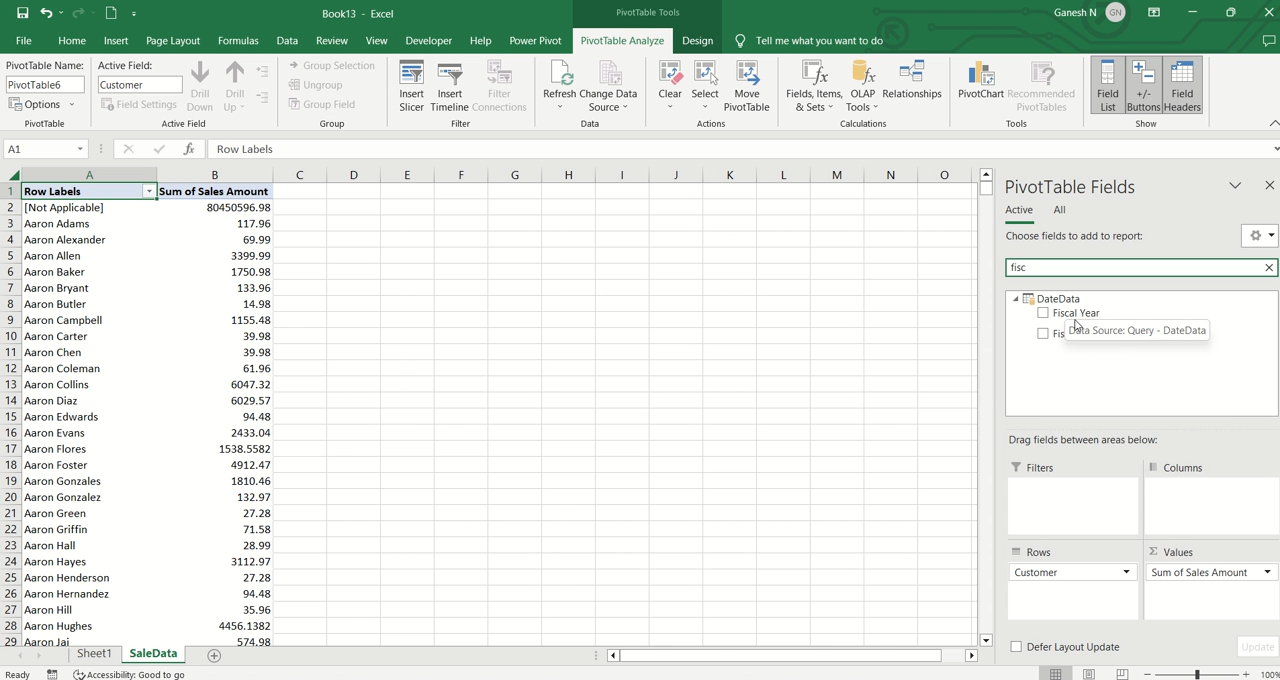 Book13 - Excel
PivotTable Tools
Ganesh N
GN
File
Home
Insert
Page Layout
Formulas
Data
Review
View
Developer
Help
Power Pivot
PivotTable Analyze
Design
Tell me what you want to do
PivotTable Name:
PivotTable6
Options
PivotTable
Active Field:
Customer
Field Settings
Drill Down
Drill Up
Active Field
Group Selection
Ungroup
Group Field
Group
Insert Slicer
Insert Timeline
Filter Connections
Filter
Refresh
Change Data Source
Data
Clear
Select
Move PivotTable
Actions
Fields, Items, & Sets
OLAP Tools
Relationships
Calculations
PivotChart
Recommended PivotTables
Tools
Field List
+/- Buttons
Field Headers
Show
A1
fx
Row Labels
A B C D E F G H I J K L M N O
1 Row Labels Sum of Sales Amount
2 [Not Applicable] 80450596.98
3 Aaron Adams 117.96
4 Aaron Alexander 69.99
5 Aaron Allen 3399.99
6 Aaron Baker 1750.98
7 Aaron Bryant 133.96
8 Aaron Butler 14.98
9 Aaron Campbell 1155.48
10 Aaron Carter 39.98
11 Aaron Chen 39.98
12 Aaron Coleman 61.96
13 Aaron Collins 6047.32
14 Aaron Diaz 6029.57
15 Aaron Edwards 94.48
16 Aaron Evans 2433.04
17 Aaron Flores 1538.5582
18 Aaron Foster 4912.47
19 Aaron Gonzales 1810.46
20 Aaron Gonzalez 132.97
21 Aaron Green 27.28
22 Aaron Griffin 71.58
23 Aaron Hall 28.99
24 Aaron Hayes 3112.97
25 Aaron Henderson 27.28
26 Aaron Hernandez 94.48
27 Aaron Hill 35.96
28 Aaron Hughes 4456.1382
29 Aaron Jai 574.98
PivotTable Fields
Active
All
Choose fields to add to report:
fisc
DateData
Fiscal Year
Data Source: Query - DateData
Fis
Drag fields between areas below:
Filters
Columns
Rows
Σ Values
Customer
Sum of Sales Amount
Defer Layout Update
Update
Sheet1
SaleData
Ready
Accessibility: Good to go
100%